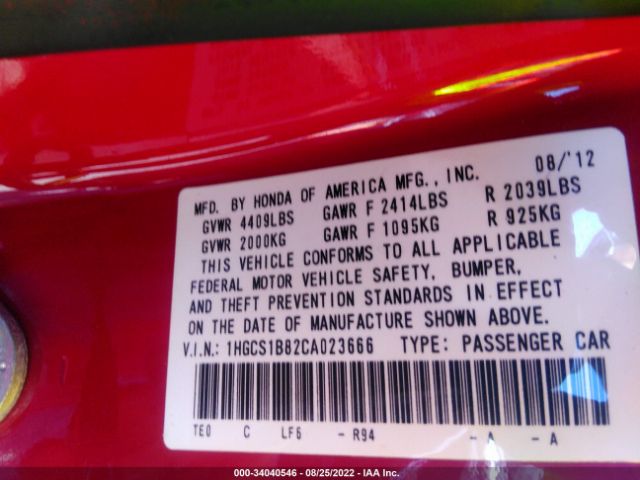 MFD. BY HONDA OF AMERICA MFG., INC. 08/'12
GVWR 4409LBS GAWR F 2414LBS R 2039LBS
GVWR 2000KG GAWR F 1095KG R 925KG
THIS VEHICLE CONFORMS TO ALL APPLICABLE
FEDERAL MOTOR VEHICLE SAFETY, BUMPER,
AND THEFT PREVENTION STANDARDS IN EFFECT
ON THE DATE OF MANUFACTURE SHOWN ABOVE.
V.I.N.: 1HGCS1B82CA023666 TYPE: PASSENGER CAR
TE0 C LF6 - R94 - A - A
000-34040546 - 08/25/2022 - IAA Inc.